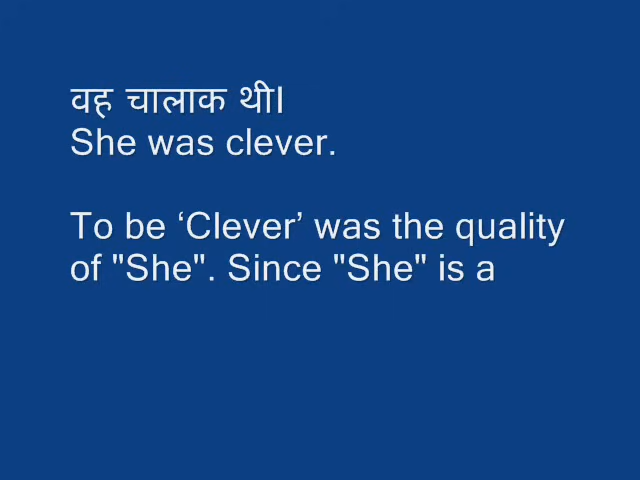 वह चालाक थी।
She was clever.
To be ‘Clever’ was the quality
of "She". Since "She" is a